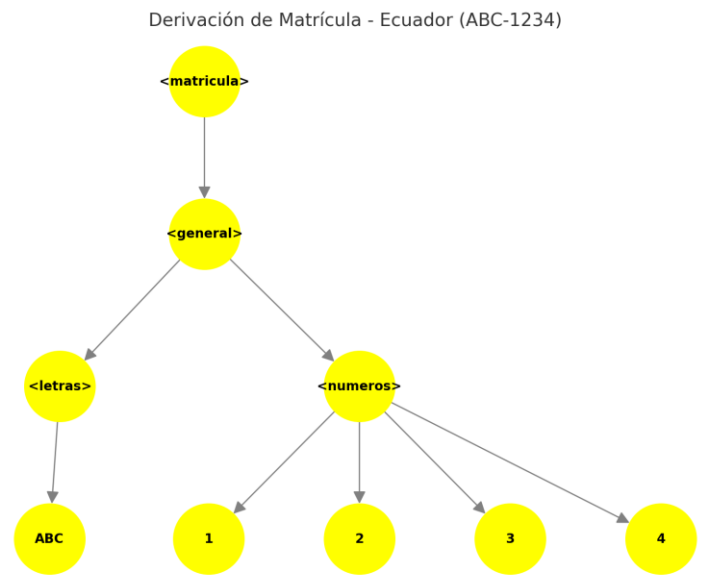 Derivación de Matrícula - Ecuador (ABC-1234)
<matricula>
<general>
<letras> <numeros>
ABC 1 2 3 4